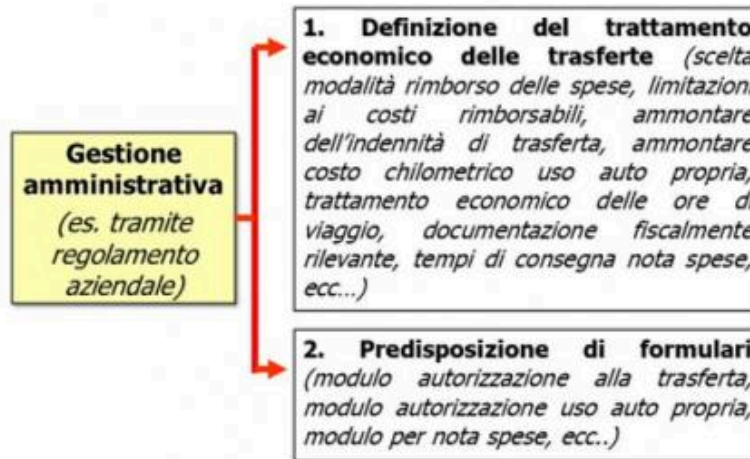 Gestione
amministrativa
(es. tramite
regolamento
aziendale)
1. Definizione del trattamento
economico delle trasferte (scelta
modalità rimborso delle spese, limitazioni
ai costi rimborsabili, ammontare
dell'indennità di trasferta, ammontare
costo chilometrico uso auto propria,
trattamento economico delle ore di
viaggio, documentazione fiscalmente
rilevante, tempi di consegna nota spese,
ecc...)
2. Predisposizione di formulari
(modulo autorizzazione alla trasferta,
modulo autorizzazione uso auto propria,
modulo per nota spese, ecc..)